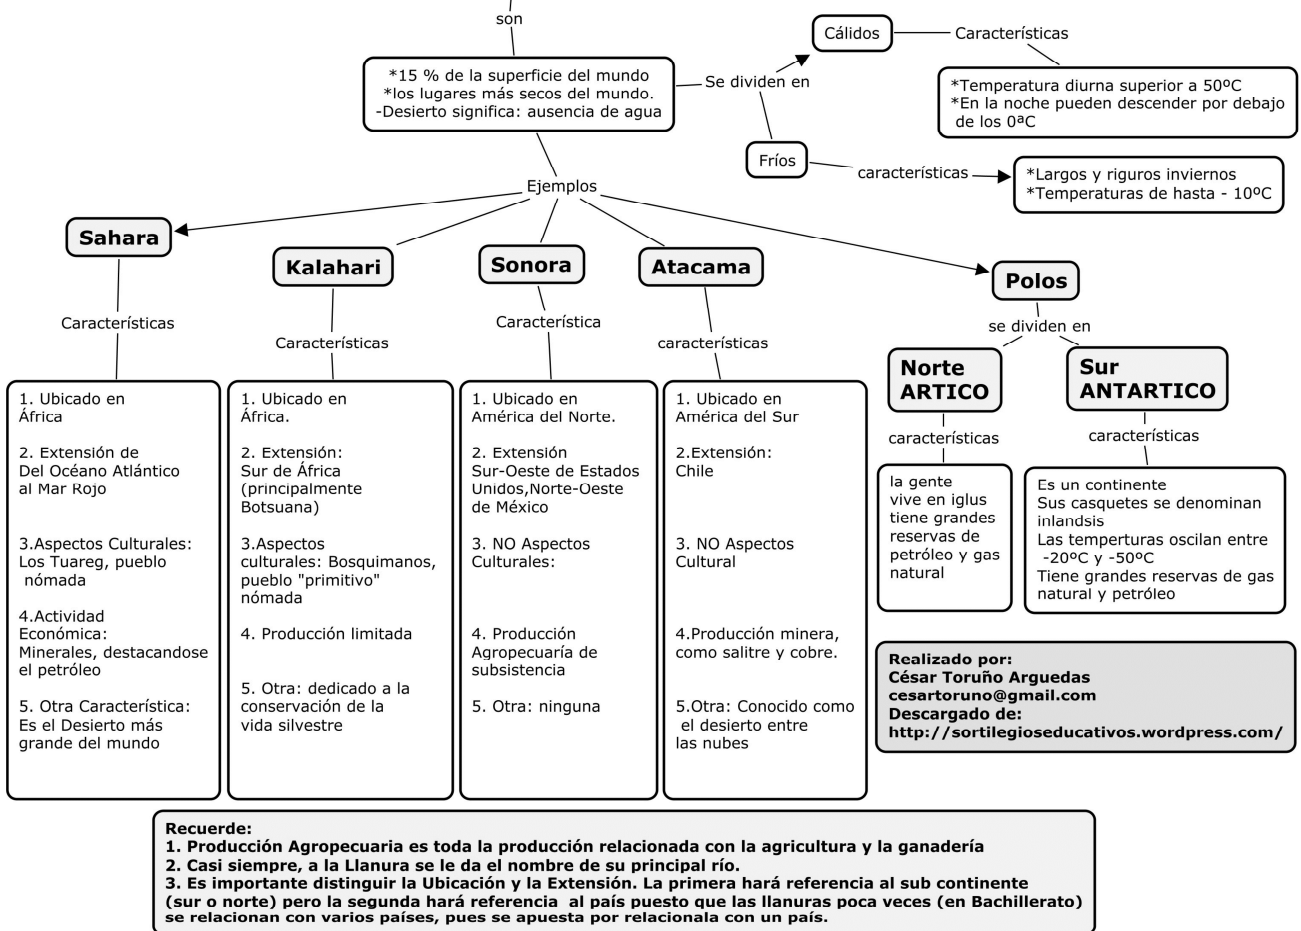 son
*15 % de la superficie del mundo
*los lugares más secos del mundo.
-Desierto significa: ausencia de agua
Se dividen en
Cálidos
Características
*Temperatura diurna superior a 50ºC
*En la noche pueden descender por debajo
de los 0ªC
Fríos
características
*Largos y riguros inviernos
*Temperaturas de hasta - 10ºC
Ejemplos
Sahara
Características
1. Ubicado en
África
2. Extensión de
Del Océano Atlántico
al Mar Rojo
3.Aspectos Culturales:
Los Tuareg, pueblo
nómada
4.Actividad
Económica:
Minerales, destacandose
el petróleo
5. Otra Característica:
Es el Desierto más
grande del mundo
Kalahari
Características
1. Ubicado en
África.
2. Extensión:
Sur de África
(principalmente
Botsuana)
3.Aspectos
culturales: Bosquimanos,
pueblo "primitivo"
nómada
4. Producción limitada
5. Otra: dedicado a la
conservación de la
vida silvestre
Sonora
Característica
1. Ubicado en
América del Norte.
2. Extensión
Sur-Oeste de Estados
Unidos,Norte-Oeste
de México
3. NO Aspectos
Culturales:
4. Producción
Agropecuaría de
subsistencia
5. Otra: ninguna
Atacama
características
1. Ubicado en
América del Sur
2.Extensión:
Chile
3. NO Aspectos
Cultural
4.Producción minera,
como salitre y cobre.
5.Otra: Conocido como
el desierto entre
las nubes
Polos
se dividen en
Norte
ARTICO
características
la gente
vive en iglus
tiene grandes
reservas de
petróleo y gas
natural
Sur
ANTARTICO
características
Es un continente
Sus casquetes se denominan
inlandsis
Las temperturas oscilan entre
-20ºC y -50ºC
Tiene grandes reservas de gas
natural y petróleo
Realizado por:
César Toruño Arguedas
cesartoruno@gmail.com
Descargado de:
http://sortilegioseducativos.wordpress.com/
Recuerde:
1. Producción Agropecuaria es toda la producción relacionada con la agricultura y la ganadería
2. Casi siempre, a la Llanura se le da el nombre de su principal río.
3. Es importante distinguir la Ubicación y la Extensión. La primera hará referencia al sub continente
(sur o norte) pero la segunda hará referencia al país puesto que las llanuras poca veces (en Bachillerato)
se relacionan con varios países, pues se apuesta por relacionala con un país.